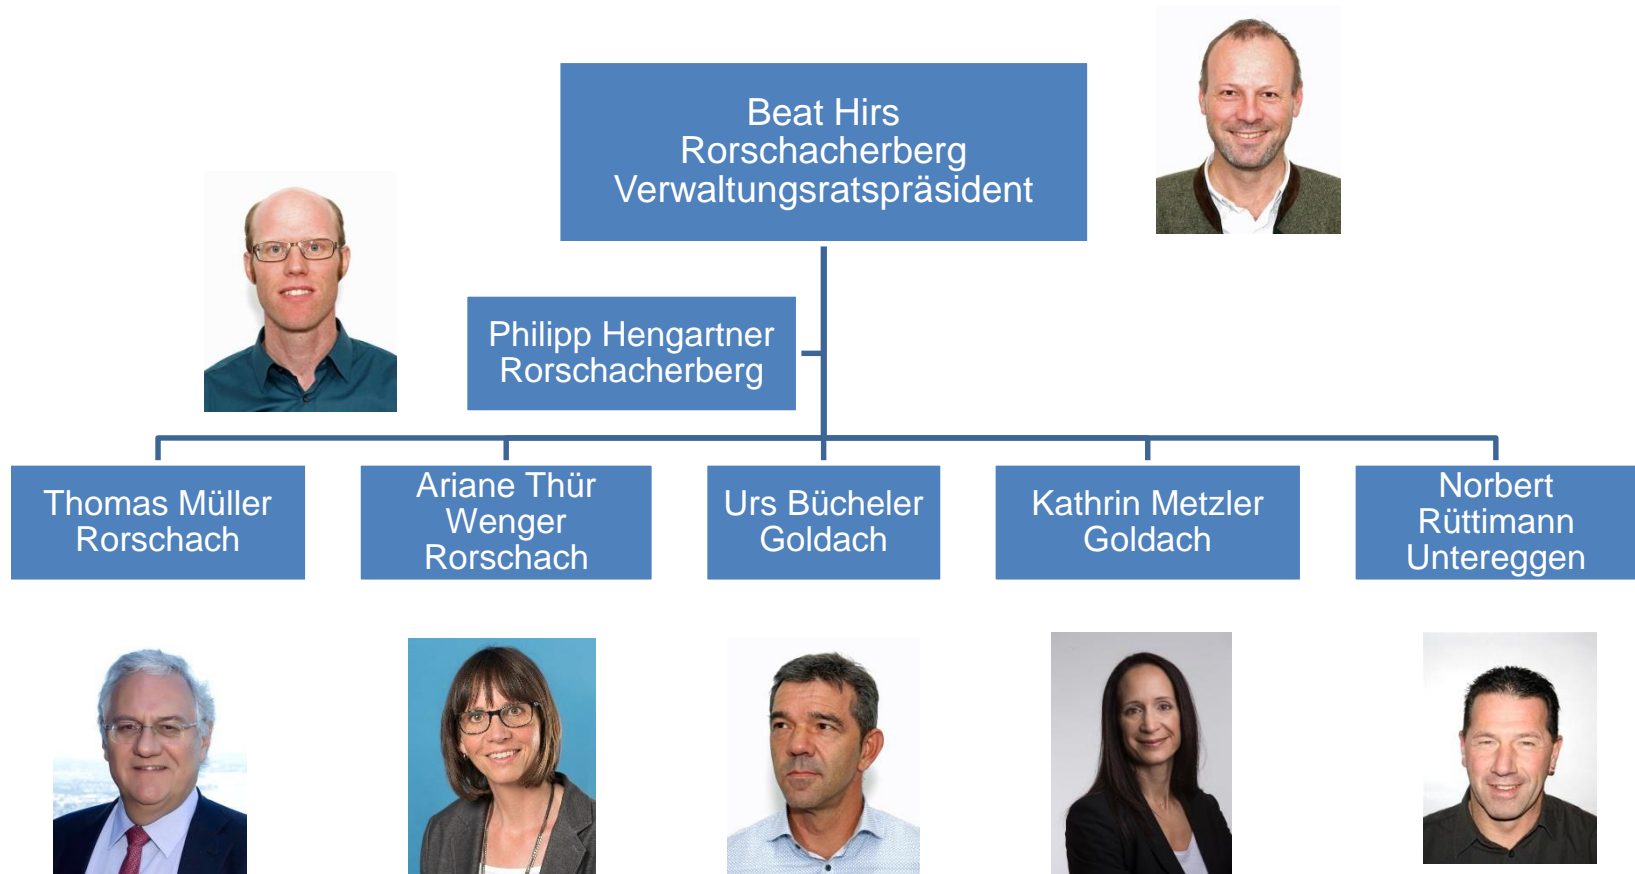 Beat Hirs
Rorschacherberg
Verwaltungsratspräsident
Philipp Hengartner
Rorschacherberg
Thomas Müller
Rorschach
Ariane Thür
Wenger
Rorschach
Urs Bücheler
Goldach
Kathrin Metzler
Goldach
Norbert
Rüttimann
Untereggen